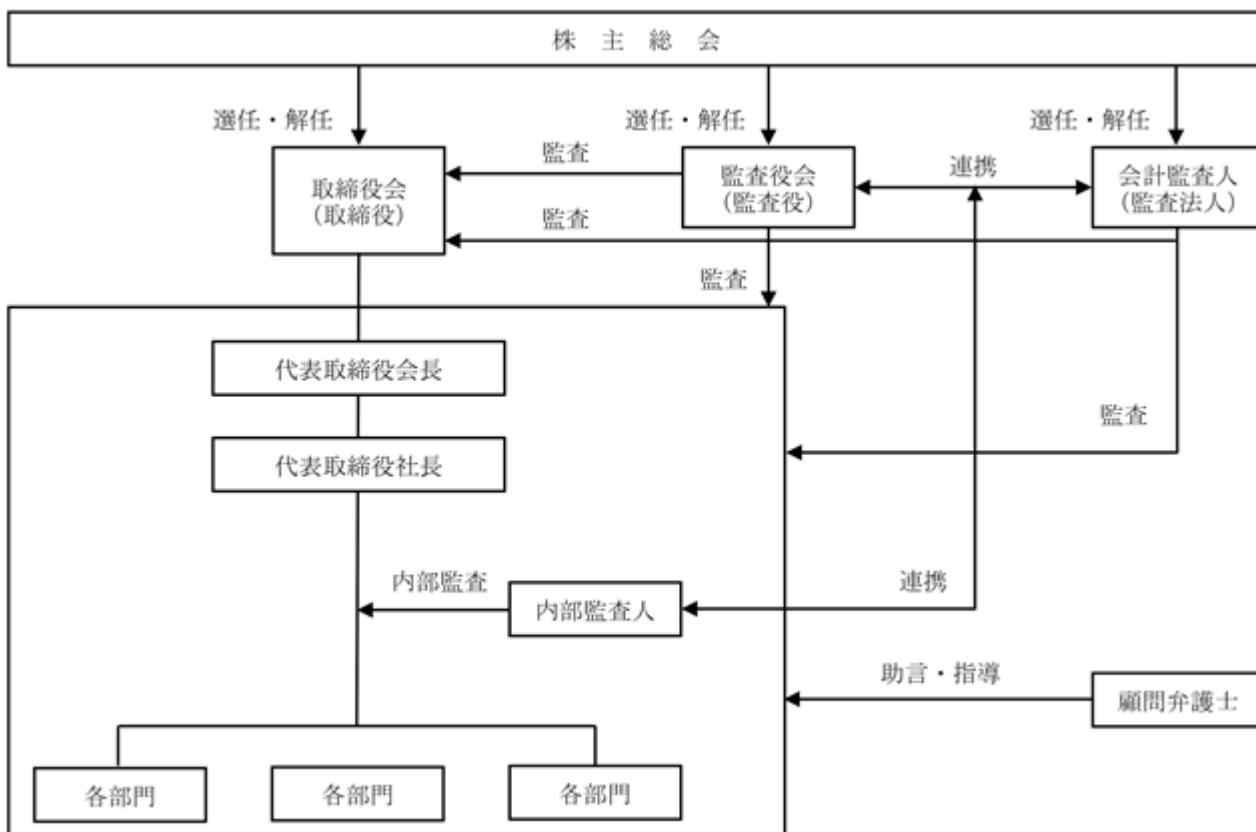 株 主 総 会
選任・解任
選任・解任
選任・解任
取締役会
（取締役）
監査
監査役会
（監査役）
連携
会計監査人
（監査法人）
監査
監査
代表取締役会長
監査
代表取締役社長
内部監査
内部監査人
連携
助言・指導
顧問弁護士
各部門
各部門
各部門